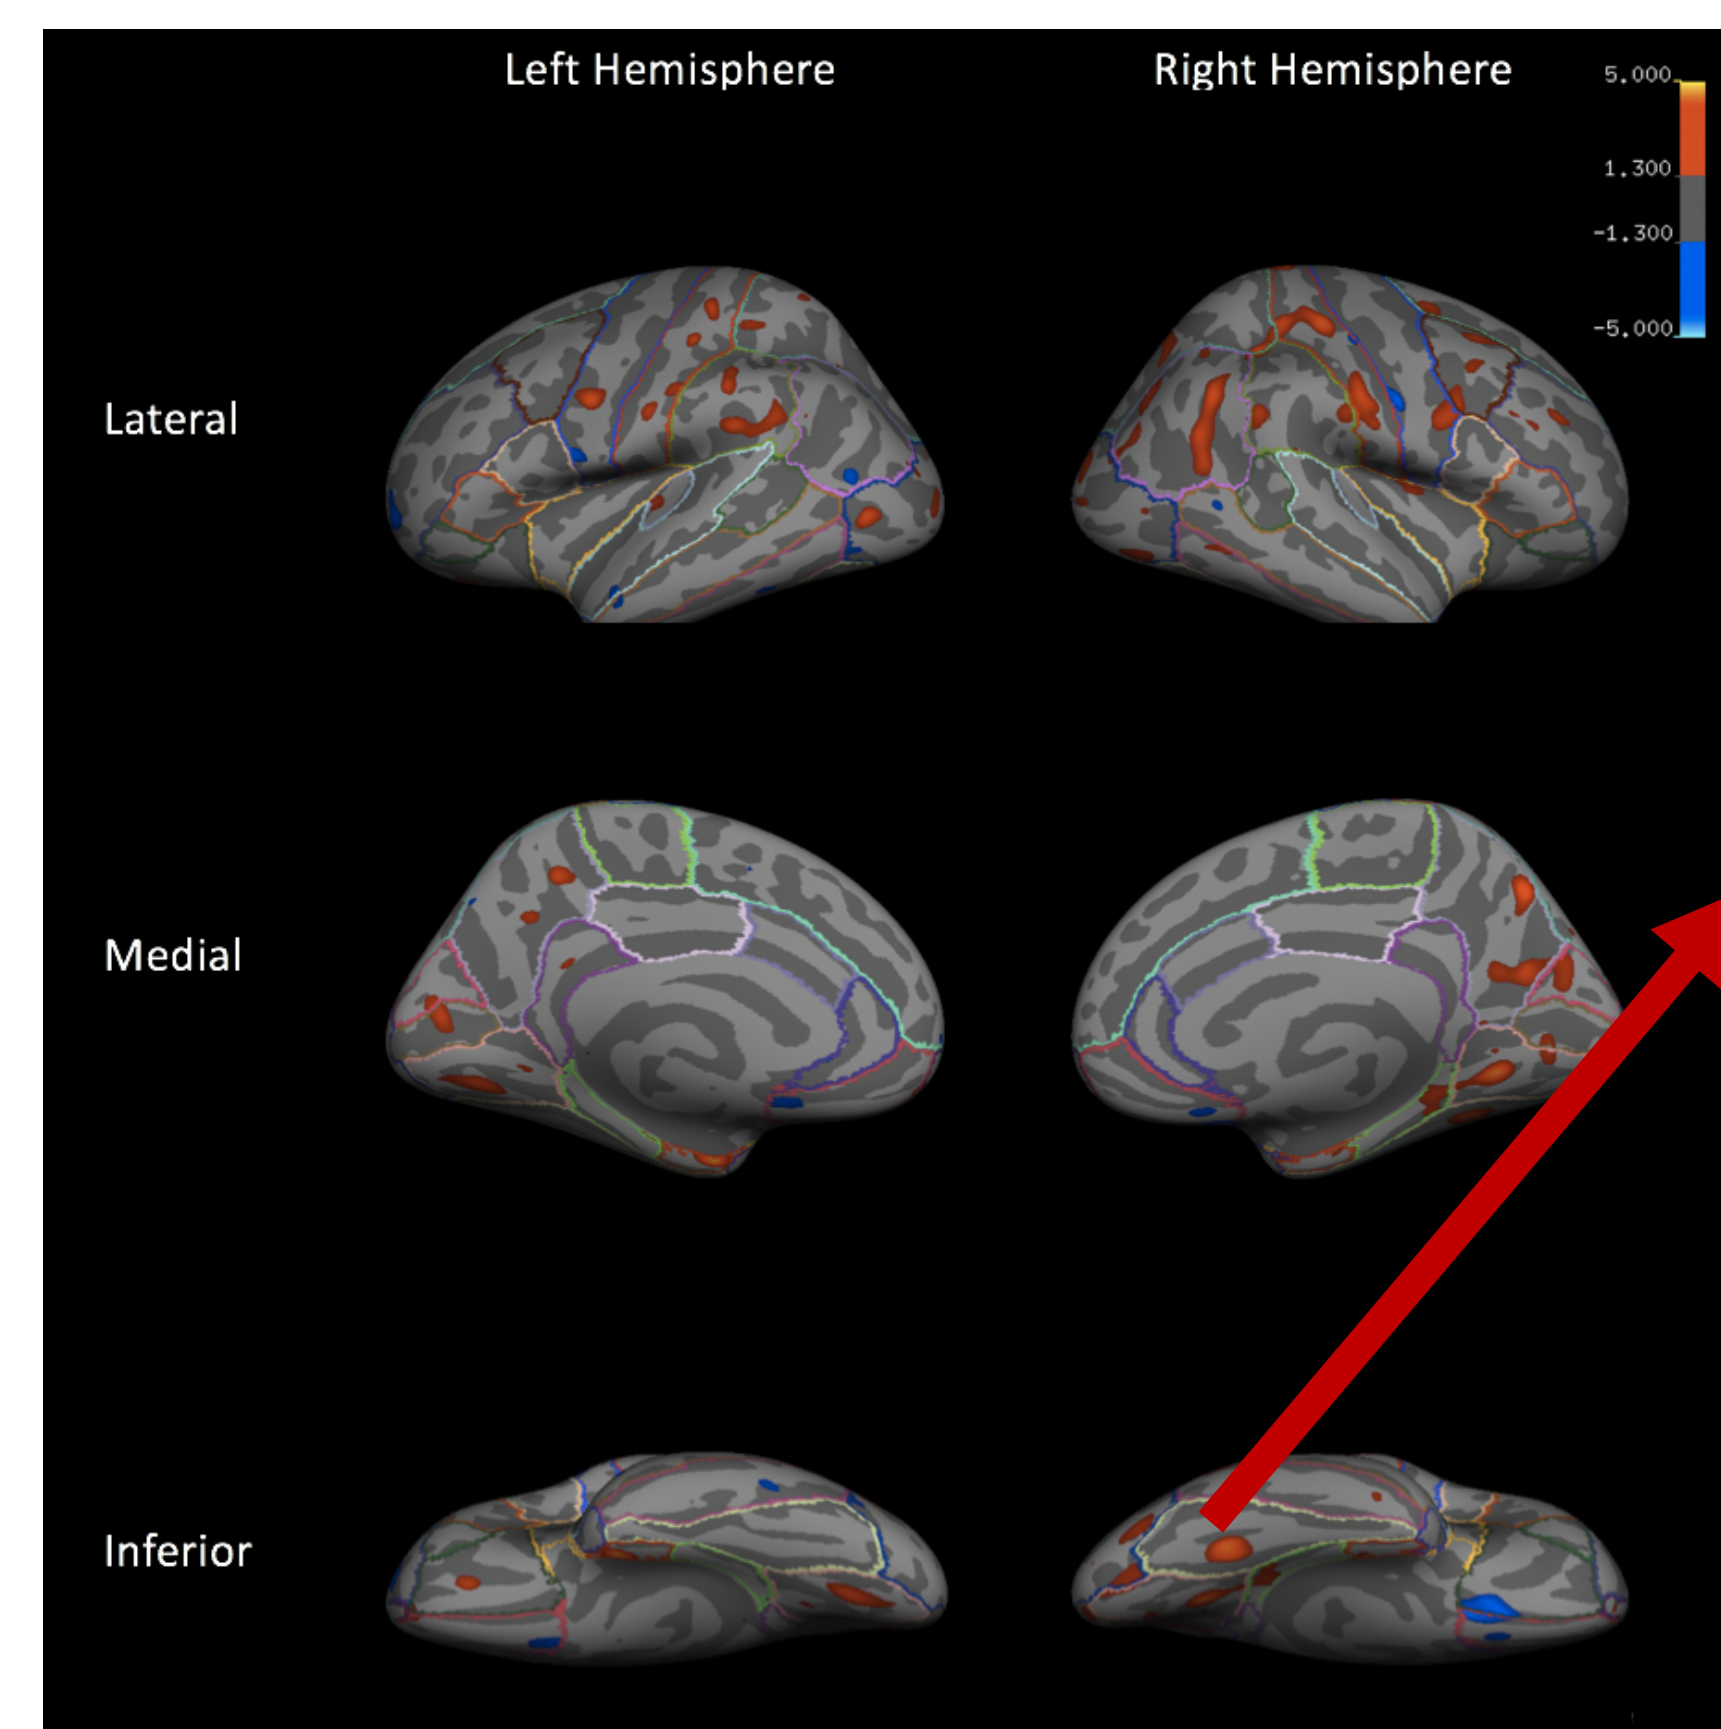 Left Hemisphere
Right Hemisphere
5.000
1.300
-1.300
-5.000
Lateral
Medial
Inferior